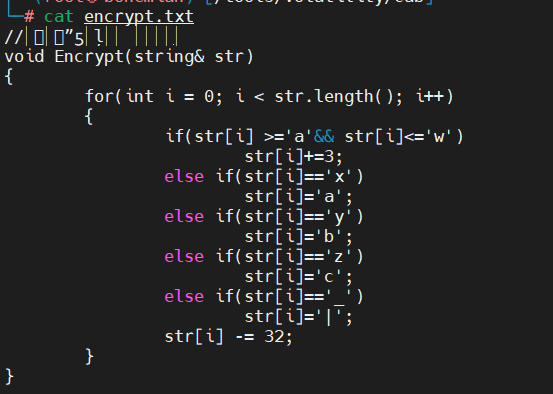 └─# cat encrypt.txt
void Encrypt(string& str)
{
        for(int i = 0; i < str.length(); i++)
        {
                if(str[i] >='a'&& str[i]<='w')
                        str[i]+=3;
                else if(str[i]=='x')
                        str[i]='a';
                else if(str[i]=='y')
                        str[i]='b';
                else if(str[i]=='z')
                        str[i]='c';
                else if(str[i]=='_')
                        str[i]='|';
                str[i] -= 32;
        }
}